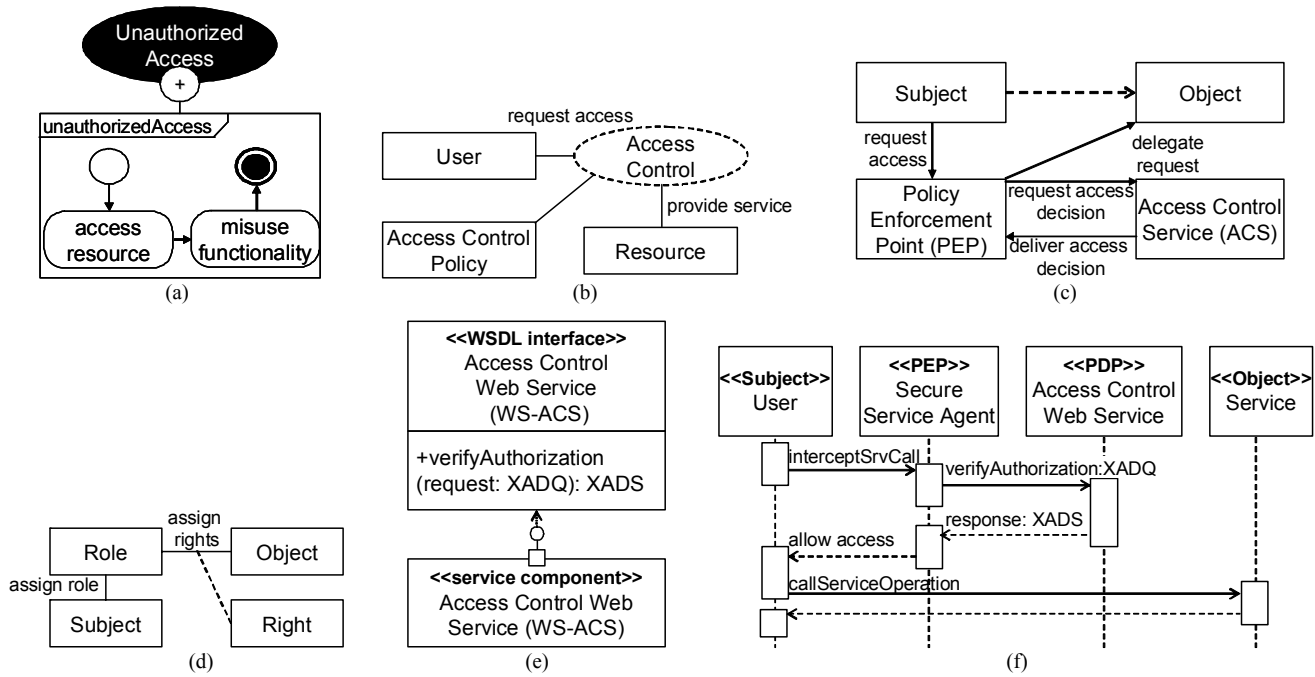 Unauthorized
Access
+
unauthorizedAccess
access
resource
misuse
functionality
(a)
request access
User
Access
Control
provide service
Access Control
Policy
Resource
(b)
Subject
Object
request
access
delegate
request
Policy
Enforcement
Point (PEP)
request access
decision
Access Control
Service (ACS)
deliver access
decision
(c)
assign
rights
Role
Object
assign role
Subject
Right
(d)
<<WSDL interface>>
Access Control
Web Service
(WS-ACS)
+verifyAuthorization
(request: XADQ): XADS
<<service component>>
Access Control Web
Service (WS-ACS)
(e)
<<Subject>>
User
<<PEP>>
Secure
Service Agent
<<PDP>>
Access Control
Web Service
<<Object>>
Service
interceptSrvCall
verifyAuthorization:XADQ
response: XADS
allow access
callServiceOperation
(f)